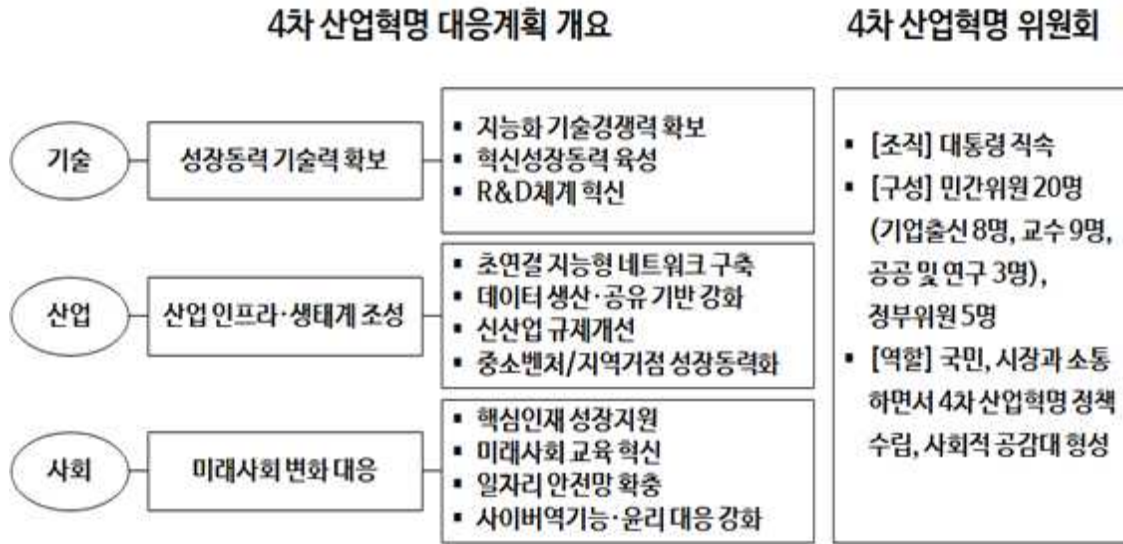 4차 산업혁명 대응계획 개요
4차 산업혁명 위원회
기술
성장동력 기술력 확보
▪ 지능화 기술경쟁력 확보
▪ 혁신성장동력 육성
▪ R&D체계 혁신
산업
산업 인프라·생태계 조성
▪ 초연결 지능형 네트워크 구축
▪ 데이터 생산·공유 기반 강화
▪ 신산업 규제개선
▪ 중소벤처/지역거점 성장동력화
사회
미래사회 변화 대응
▪ 핵심인재 성장지원
▪ 미래사회 교육 혁신
▪ 일자리 안전망 확충
▪ 사이버역기능·윤리 대응 강화
▪ [조직] 대통령 직속
▪ [구성] 민간위원 20명
(기업출신 8명, 교수 9명,
공공 및 연구 3명),
정부위원 5명
▪ [역할] 국민, 시장과 소통
하면서 4차 산업혁명 정책
수립, 사회적 공감대 형성